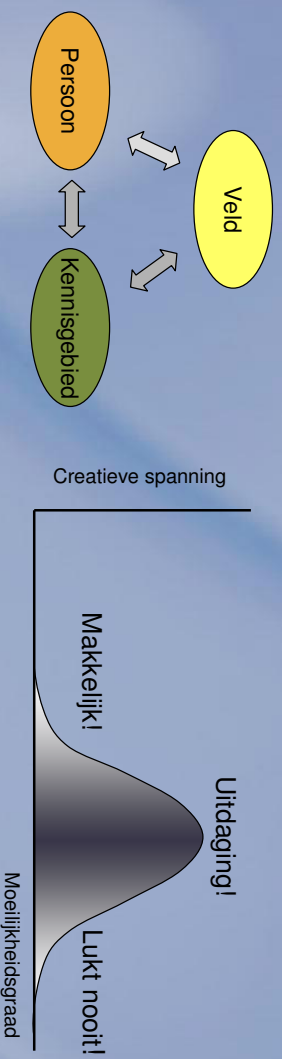 Veld
Persoon
Kennisgebied
Creatieve spanning
Uitdaging!
Makkelijk!
Lukt nooit!
Moeilijkheidsgraad